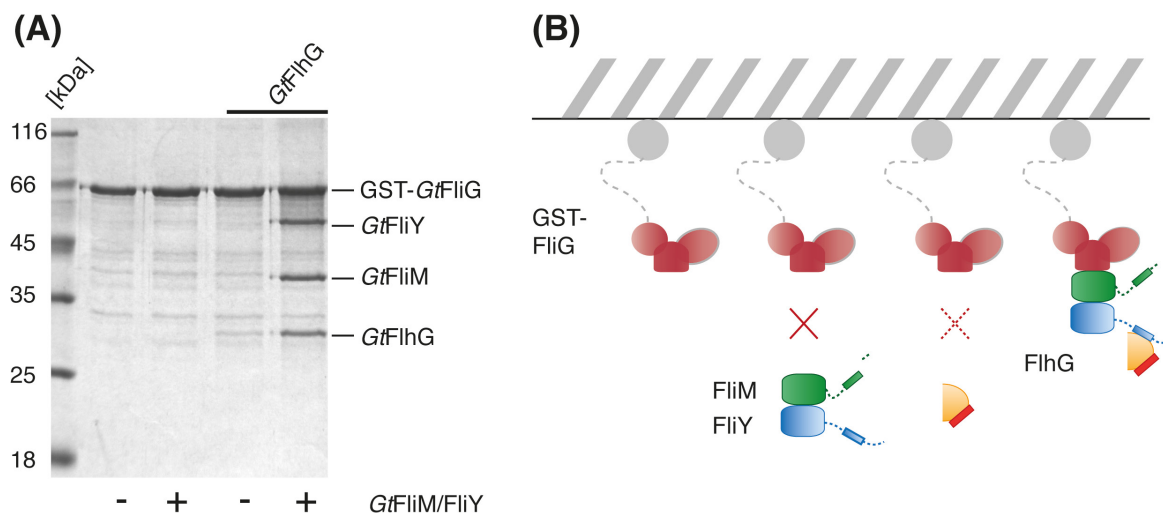 (A)
(B)
[kDa]
GtFlhG
116
66
45
35
25
18
GST-GtFliG
GtFliY
GtFliM
GtFlhG
- + - + GtFliM/FliY
GST-
FliG
FliM
FliY
FlhG